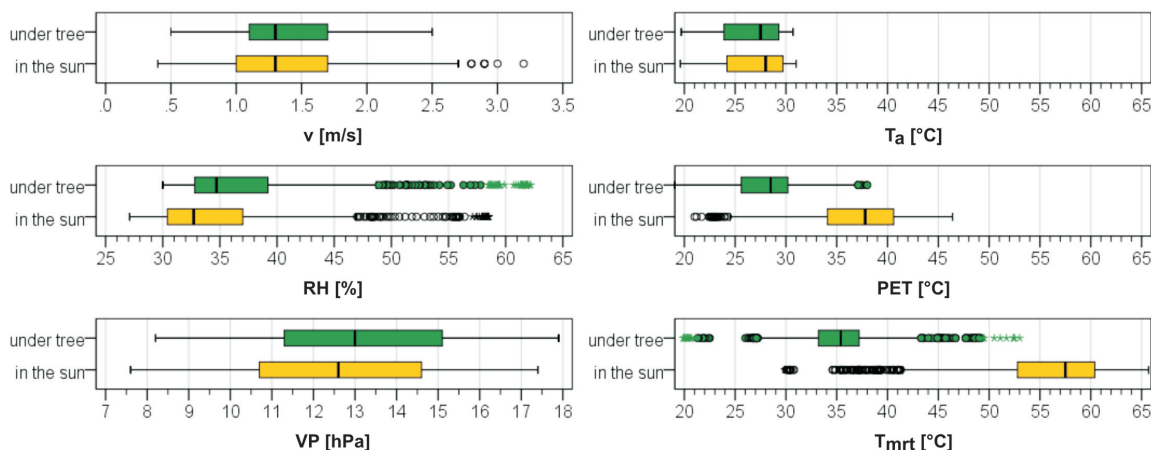 under tree
in the sun
.0 .5 1.0 1.5 2.0 2.5 3.0 3.5
v [m/s]
under tree
in the sun
20 25 30 35 40 45 50 55 60 65
Ta [°C]
under tree
in the sun
25 30 35 40 45 50 55 60 65
RH [%]
under tree
in the sun
20 25 30 35 40 45 50 55 60 65
PET [°C]
under tree
in the sun
7 8 9 10 11 12 13 14 15 16 17 18
VP [hPa]
under tree
in the sun
20 25 30 35 40 45 50 55 60 65
Tmrt [°C]